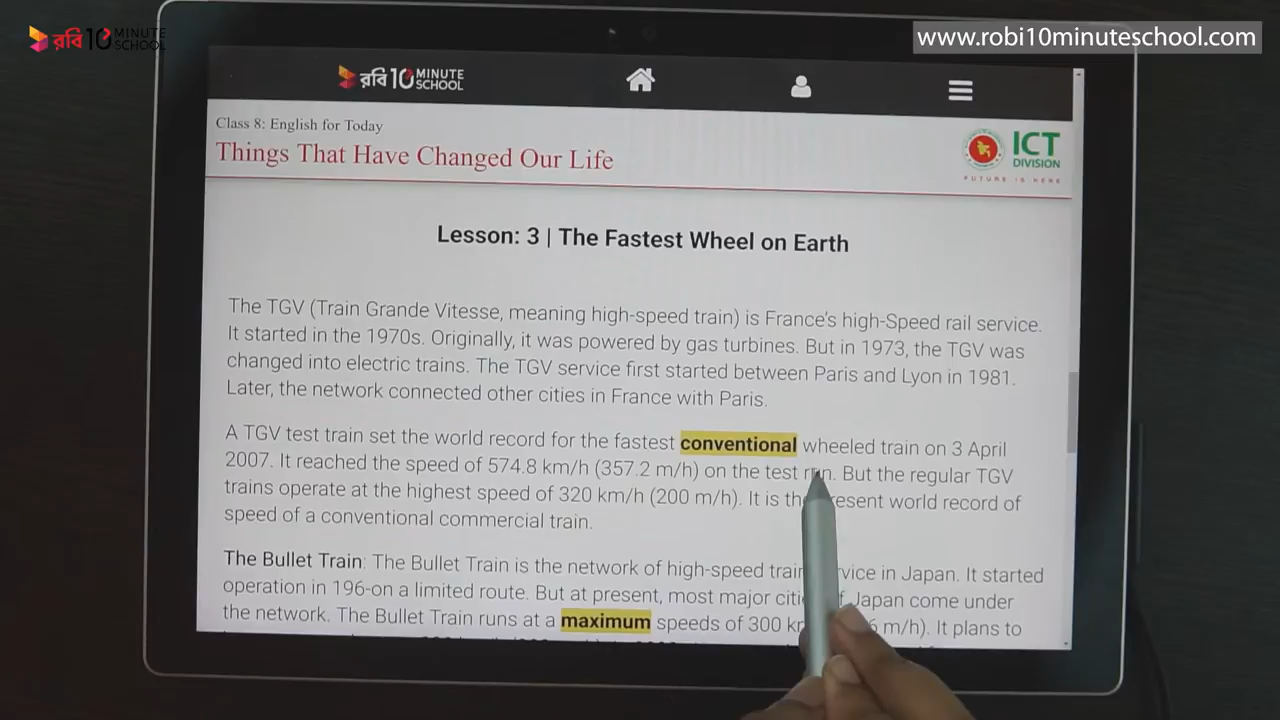 রবি 10 MINUTE SCHOOL
www.robi10minuteschool.com
রবি 10 MINUTE SCHOOL
Class 8: English for Today
Things That Have Changed Our Life
ICT
DIVISION
FUTURE IS HERE
Lesson: 3 | The Fastest Wheel on Earth
The TGV (Train Grande Vitesse, meaning high-speed train) is France's high-Speed rail service.
It started in the 1970s. Originally, it was powered by gas turbines. But in 1973, the TGV was
changed into electric trains. The TGV service first started between Paris and Lyon in 1981.
Later, the network connected other cities in France with Paris.
A TGV test train set the world record for the fastest conventional wheeled train on 3 April
2007. It reached the speed of 574.8 km/h (357.2 m/h) on the test run. But the regular TGV
trains operate at the highest speed of 320 km/h (200 m/h). It is the present world record of
speed of a conventional commercial train.
The Bullet Train: The Bullet Train is the network of high-speed train service in Japan. It started
operation in 196-on a limited route. But at present, most major cities of Japan come under
the network. The Bullet Train runs at a maximum speeds of 300 m/h). It plans to